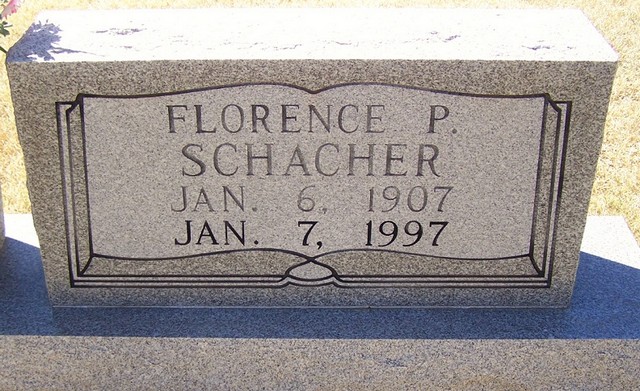 FLORENCE P.
SCHACHER
JAN. 6, 1907
JAN. 7, 1997